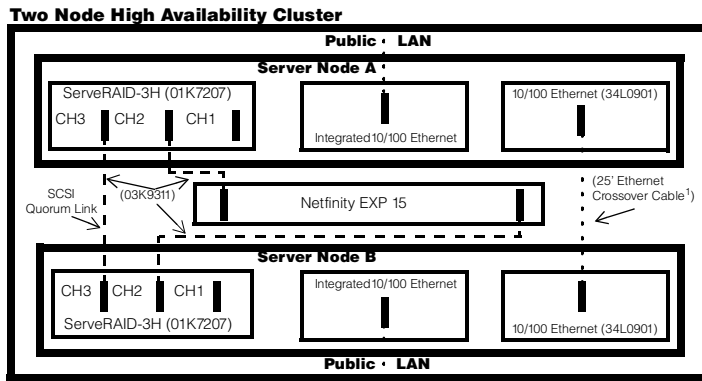 Two Node High Availability Cluster
Public LAN
Server Node A
ServeRAID-3H (01K7207)
CH3 CH2 CH1
Integrated10/100 Ethernet
10/100 Ethernet (34L0901)
SCSI
Quorum Link
(03K9311)
Netfinity EXP 15
(25' Ethernet
Crossover Cable¹)
Server Node B
CH3 CH2 CH1
ServeRAID-3H (01K7207)
Integrated10/100 Ethernet
10/100 Ethernet (34L0901)
Public LAN